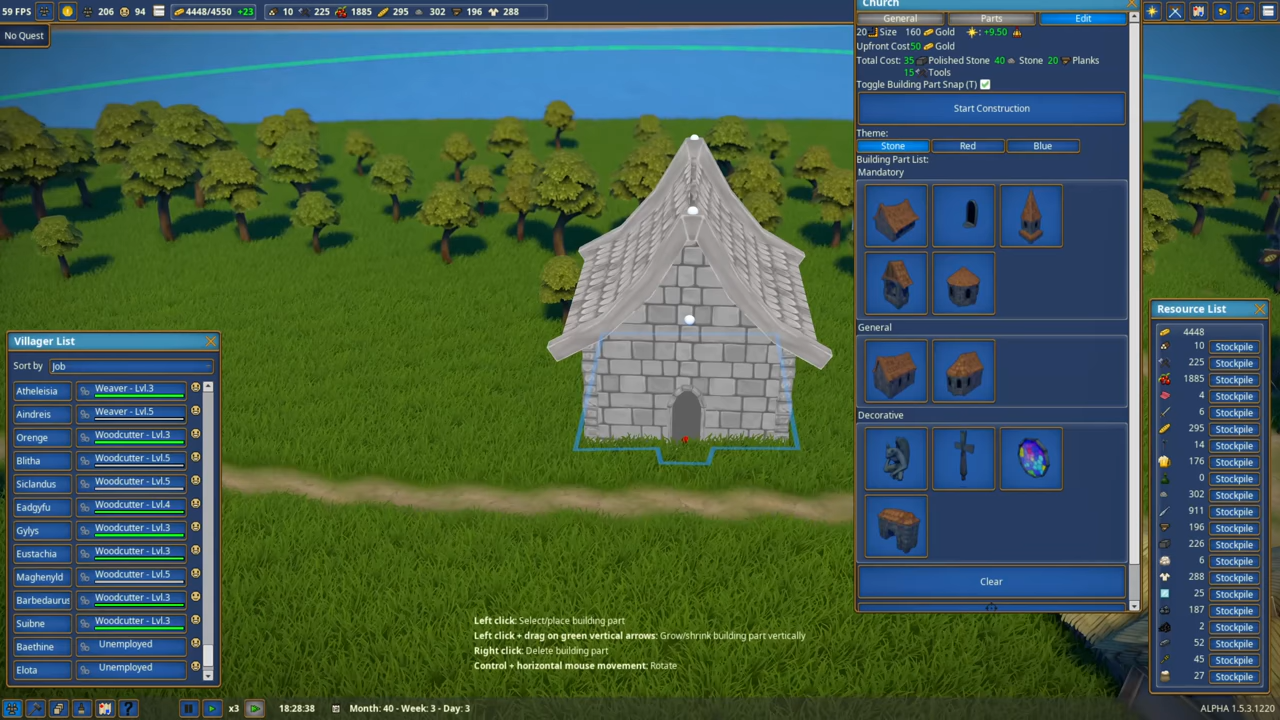 59 FPS 206 94 4448/4550 +23 10 225 1885 295 302 196 288
No Quest
Church
General Parts Edit
20 Size 160 Gold : +9.50
Upfront Cost50 Gold
Total Cost: 35 Polished Stone 40 Stone 20 Planks
15 Tools
Toggle Building Part Snap (T)
Start Construction
Theme:
Stone Red Blue
Building Part List:
Mandatory
General
Decorative
Clear
Villager List
Sort by Job
Atheleisia Weaver - Lvl.3
Aindreis Weaver - Lvl.5
Orenge Woodcutter - Lvl.3
Blitha Woodcutter - Lvl.5
Siclandus Woodcutter - Lvl.5
Eadgyfu Woodcutter - Lvl.4
Gylys Woodcutter - Lvl.3
Eustachia Woodcutter - Lvl.3
Maghenyld Woodcutter - Lvl.5
Barbedaurus Woodcutter - Lvl.3
Suibne Woodcutter - Lvl.3
Baethine Unemployed
Elota Unemployed
Resource List
4448
10 Stockpile
225 Stockpile
1885 Stockpile
4 Stockpile
6 Stockpile
295 Stockpile
14 Stockpile
176 Stockpile
0 Stockpile
302 Stockpile
911 Stockpile
196 Stockpile
226 Stockpile
6 Stockpile
288 Stockpile
25 Stockpile
187 Stockpile
2 Stockpile
52 Stockpile
45 Stockpile
27 Stockpile
Left click: Select/place building part
Left click + drag on green vertical arrows: Grow/shrink building part vertically
Right click: Delete building part
Control + horizontal mouse movement: Rotate
? x3 18:28:38 Month: 40 - Week: 3 - Day: 3
ALPHA 1.5.3.1220